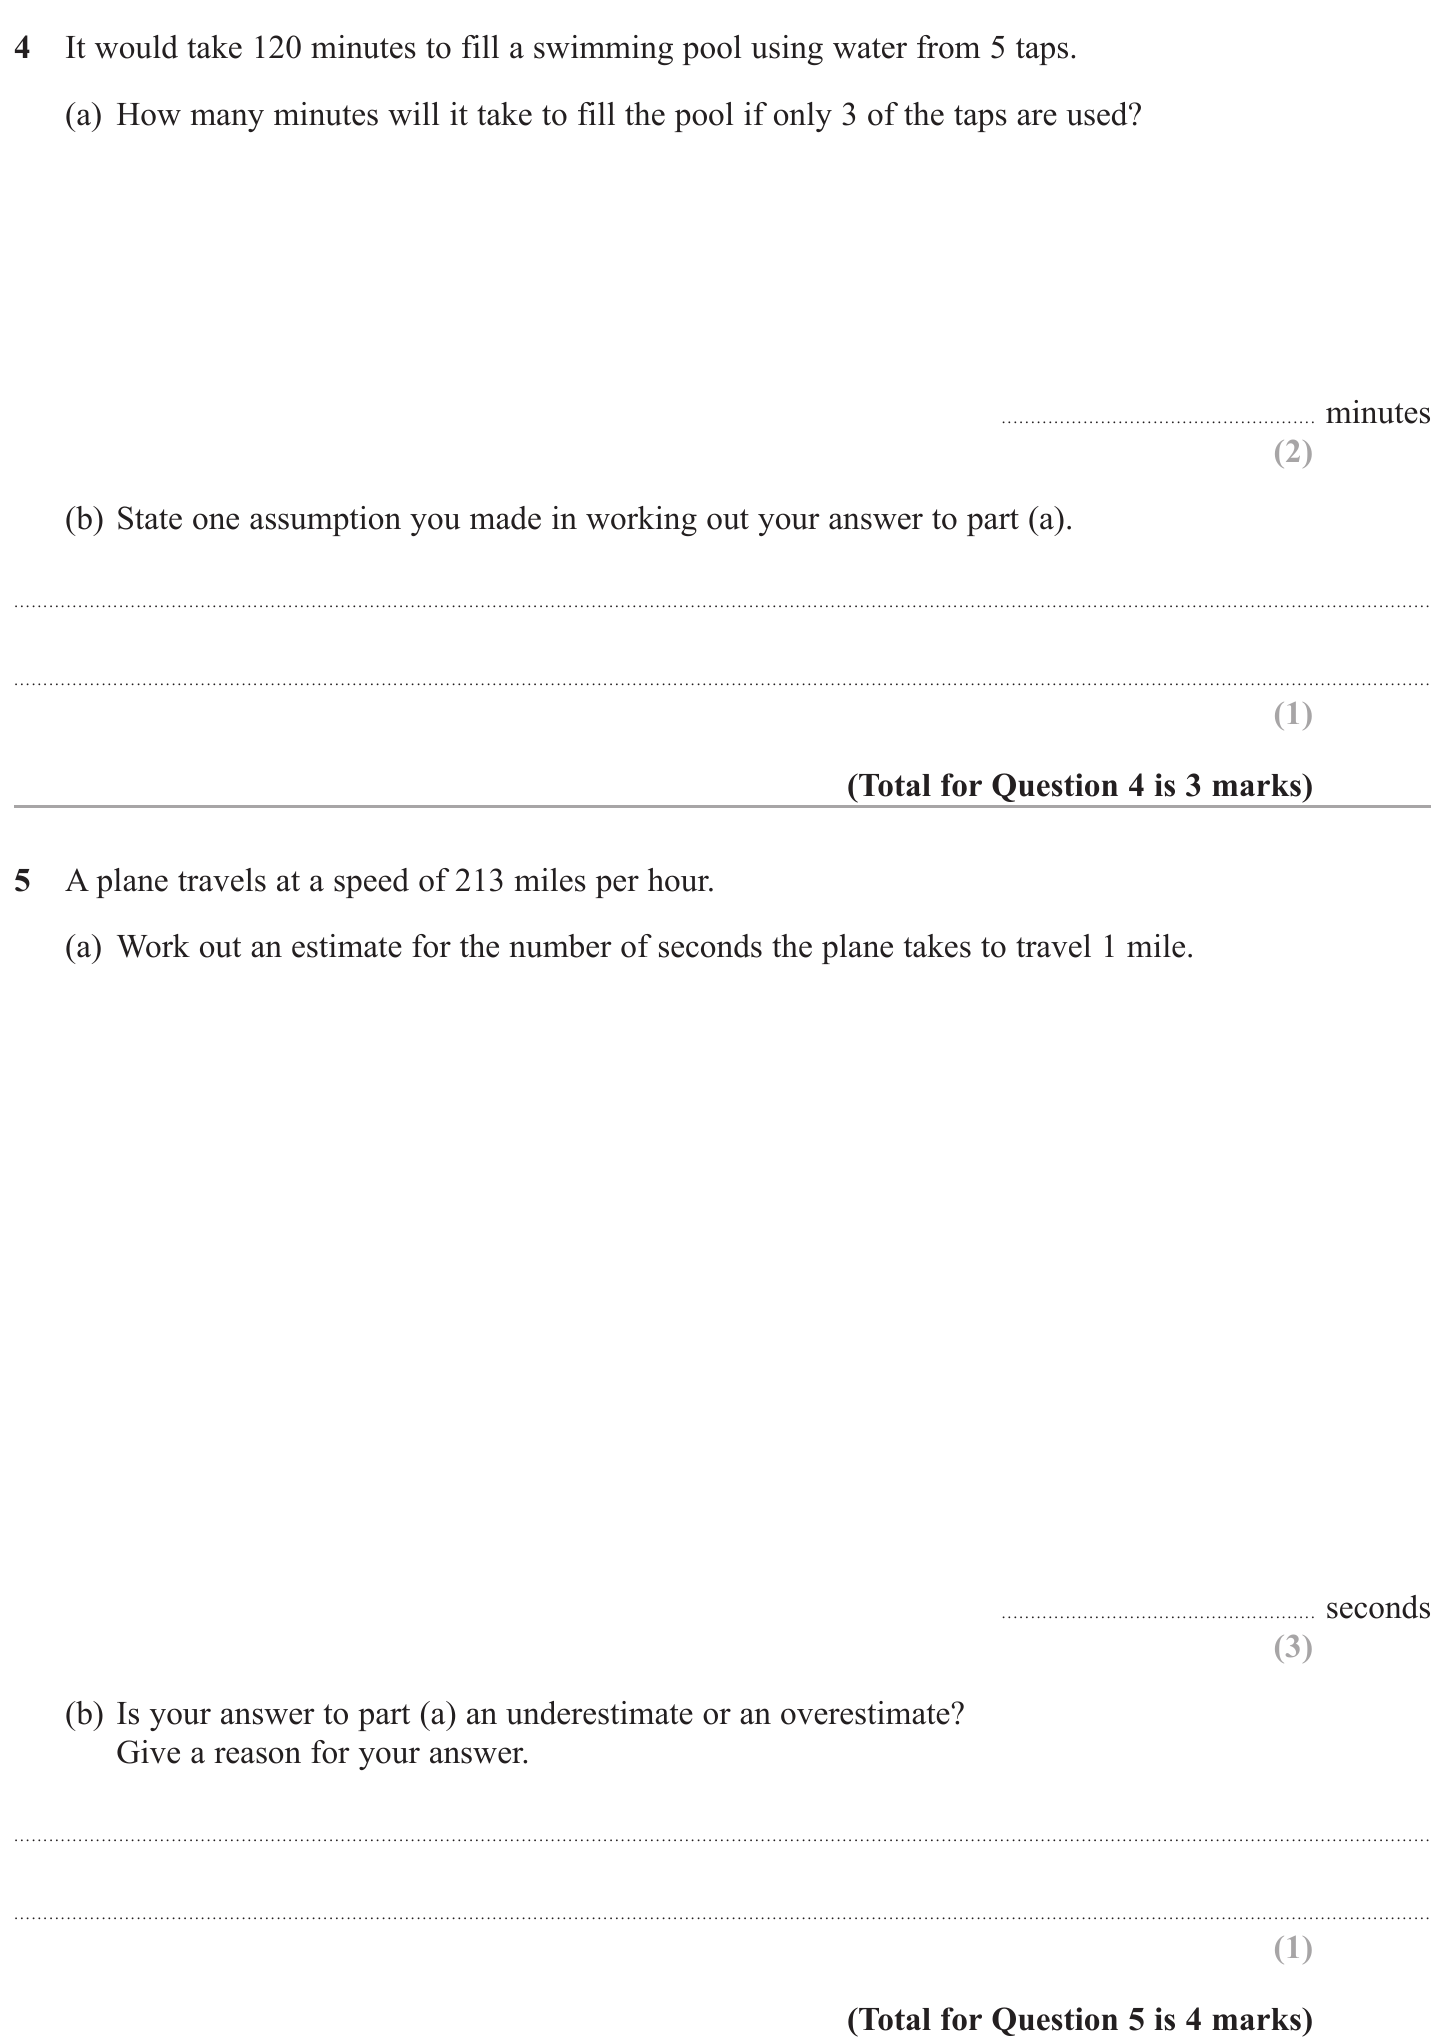 4 It would take 120 minutes to fill a swimming pool using water from 5 taps.
(a) How many minutes will it take to fill the pool if only 3 of the taps are used?
minutes
(2)
(b) State one assumption you made in working out your answer to part (a).
(1)
(Total for Question 4 is 3 marks)
5 A plane travels at a speed of 213 miles per hour.
(a) Work out an estimate for the number of seconds the plane takes to travel 1 mile.
seconds
(3)
(b) Is your answer to part (a) an underestimate or an overestimate?
Give a reason for your answer.
(1)
(Total for Question 5 is 4 marks)